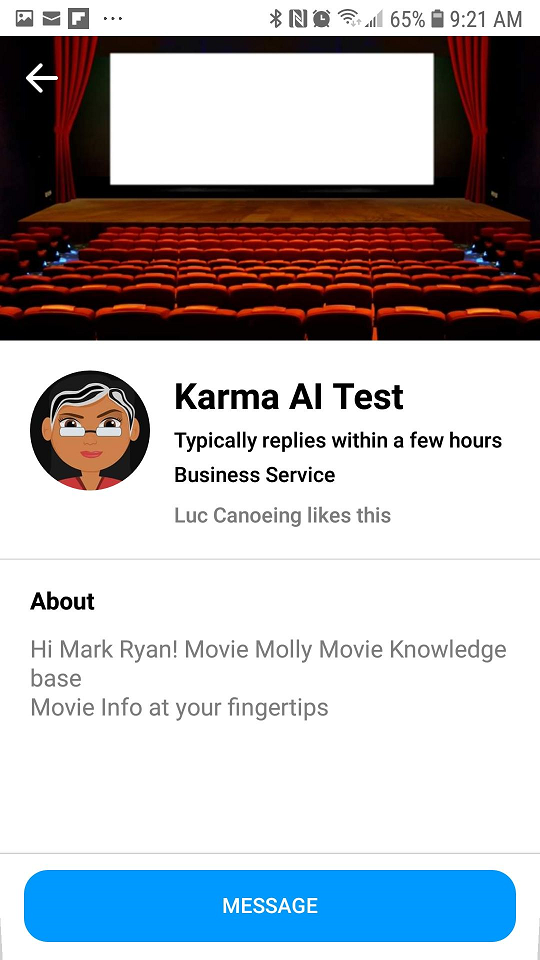 65% 9:21 AM
Karma AI Test
Typically replies within a few hours
Business Service
Luc Canoeing likes this
About
Hi Mark Ryan! Movie Molly Movie Knowledge
base
Movie Info at your fingertips
MESSAGE